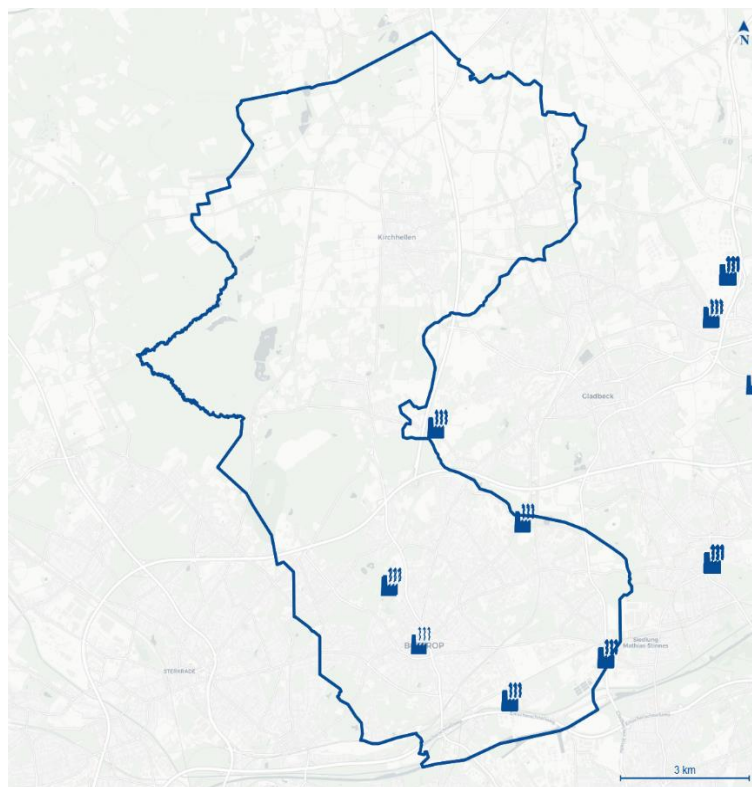 N
Kirchhellen
Gladbeck
Siedlung
Mathias Stinnes
STERKRADE
3 km